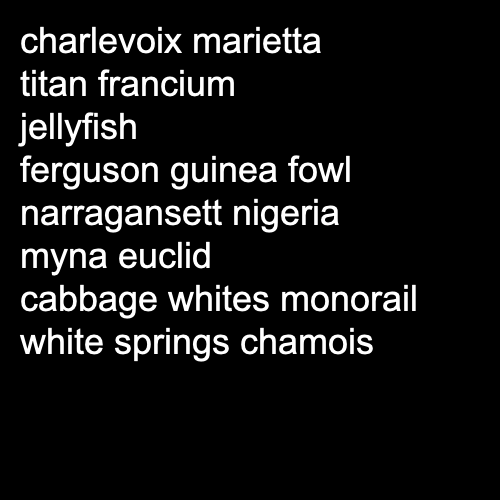 charlevoix marietta
titan francium
jellyfish
ferguson guinea fowl
narragansett nigeria
myna euclid
cabbage whites monorail
white springs chamois